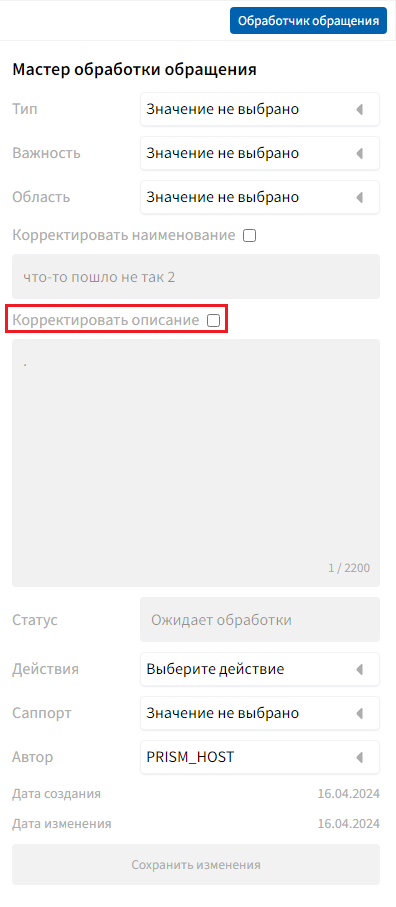 Обработчик обращения
Мастер обработки обращения
Тип Значение не выбрано
Важность Значение не выбрано
Область Значение не выбрано
Корректировать наименование
что-то пошло не так 2
Корректировать описание
.
1 / 2200
Статус Ожидает обработки
Действия Выберите действие
Саппорт Значение не выбрано
Автор PRISM_HOST
Дата создания 16.04.2024
Дата изменения 16.04.2024
Сохранить изменения